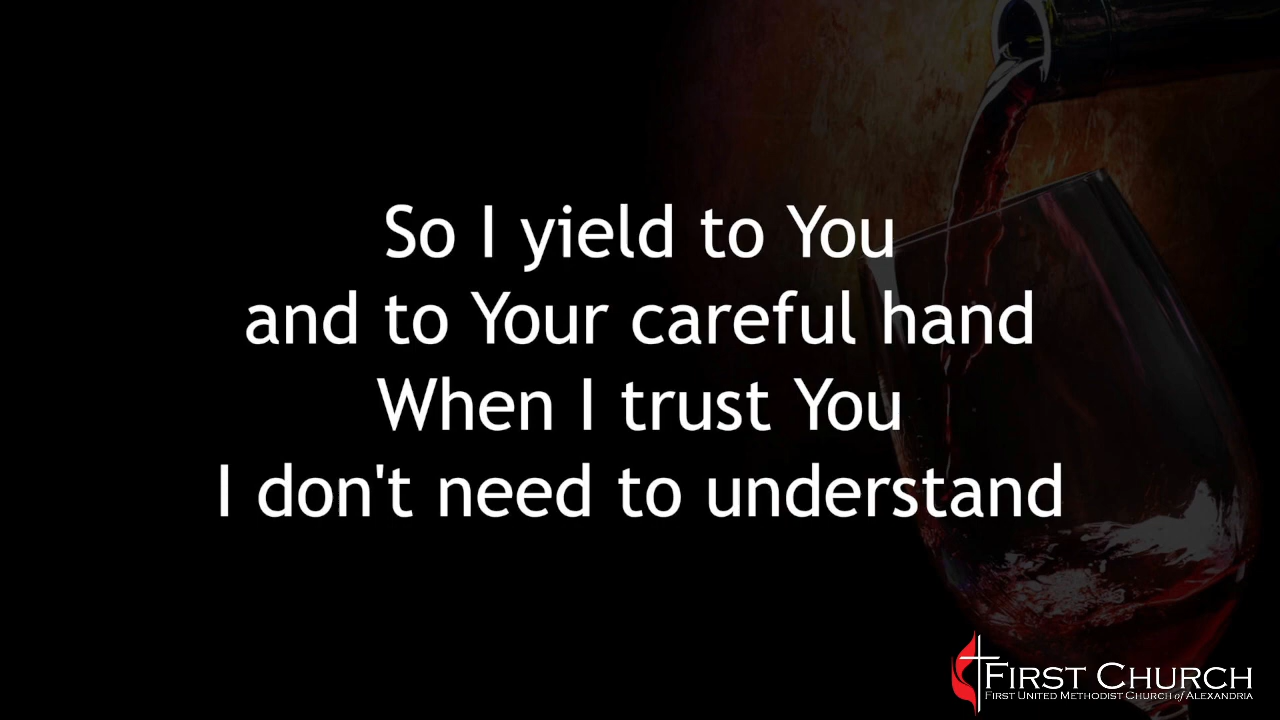 So I yield to You
and to Your careful hand
When I trust You
I don't need to understand
FIRST CHURCH
FIRST UNITED METHODIST CHURCH of ALEXANDRIA